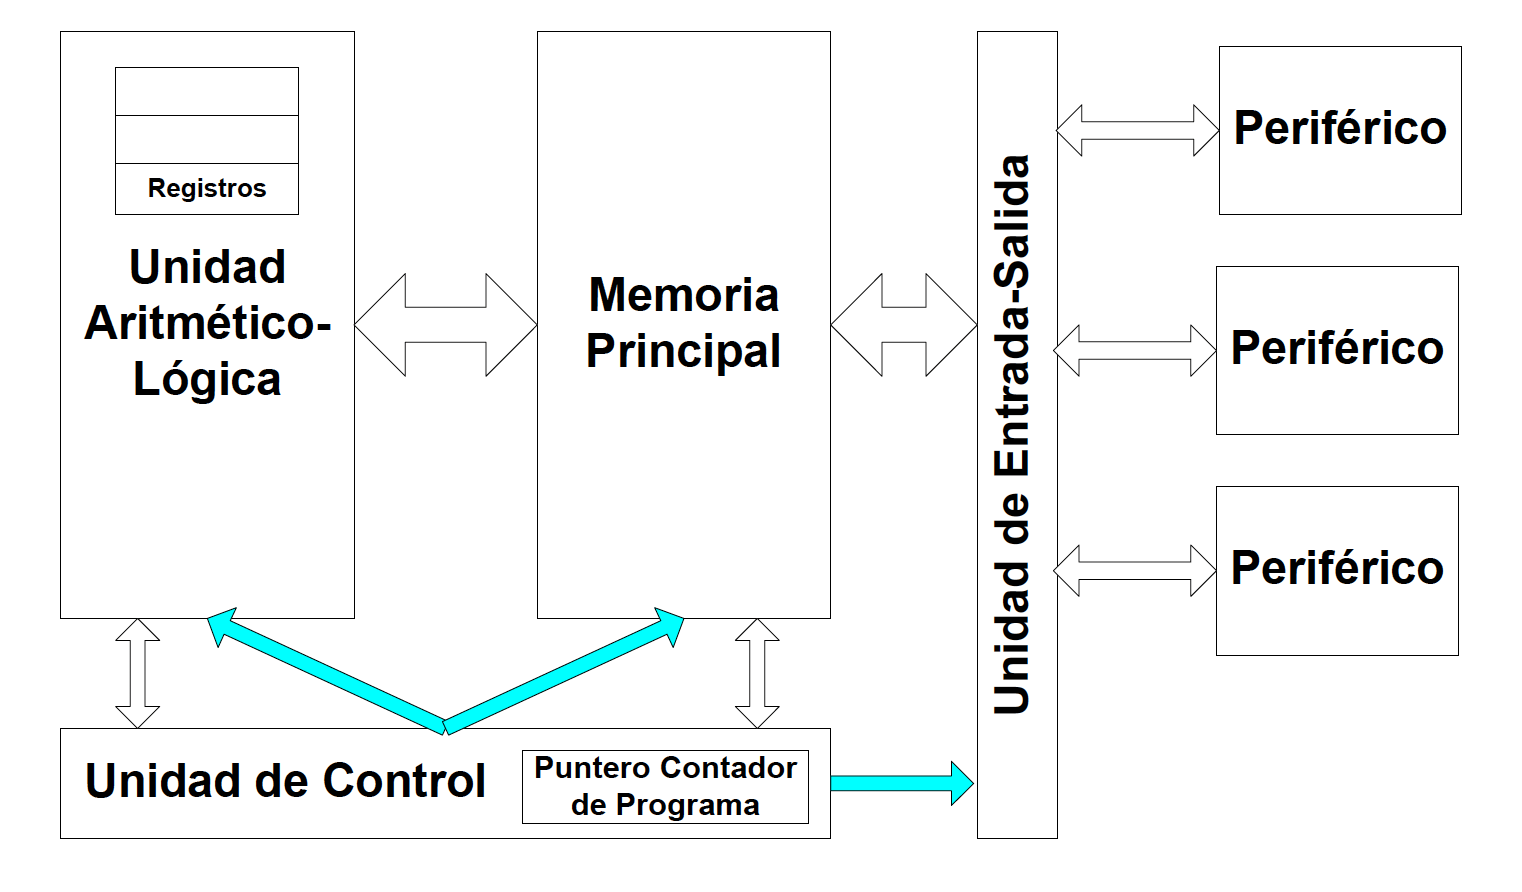 Registros
Unidad
Aritmético-
Lógica
Memoria
Principal
Unidad de Entrada-Salida
Periférico
Periférico
Periférico
Unidad de Control
Puntero Contador
de Programa